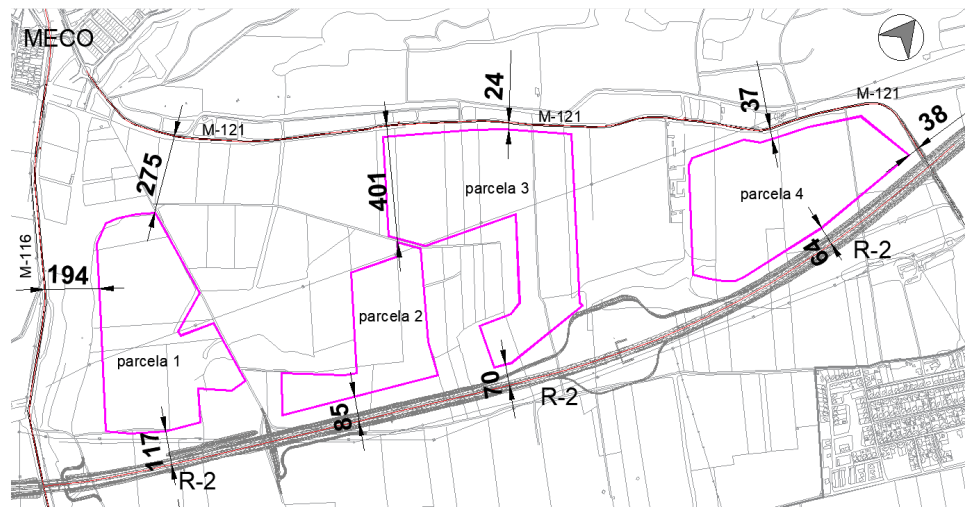 MECO
24
37
M-121
M-121
M-121
38
275
401
parcela 3
parcela 4
M-116
194
64
R-2
parcela 2
parcela 1
70
R-2
85
117
R-2